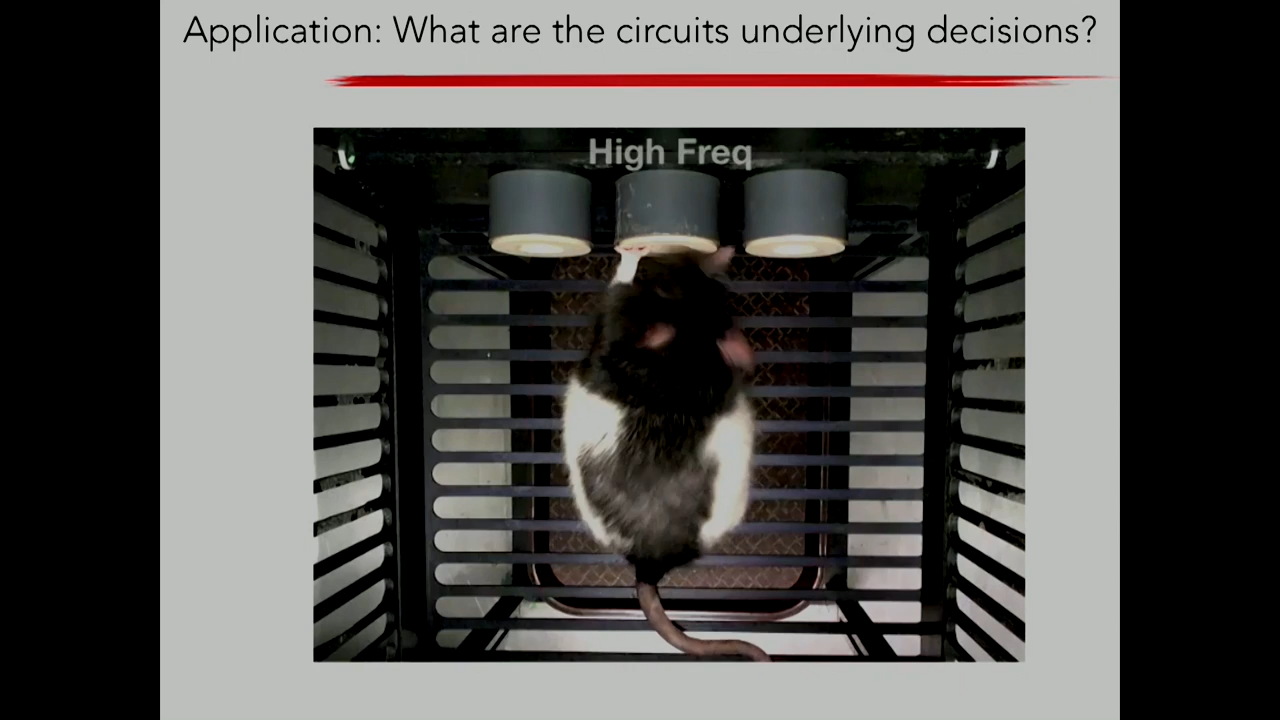 Application: What are the circuits underlying decisions?
High Freq